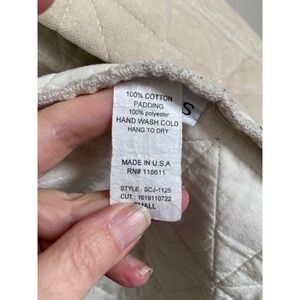 100% COTTON
PADDING
100% polyester
HAND WASH COLD
HANG TO DRY
MADE IN U.S.A
RN# 116611
STYLE: SCJ-1125
CUT: 1619110722
SMALL
S